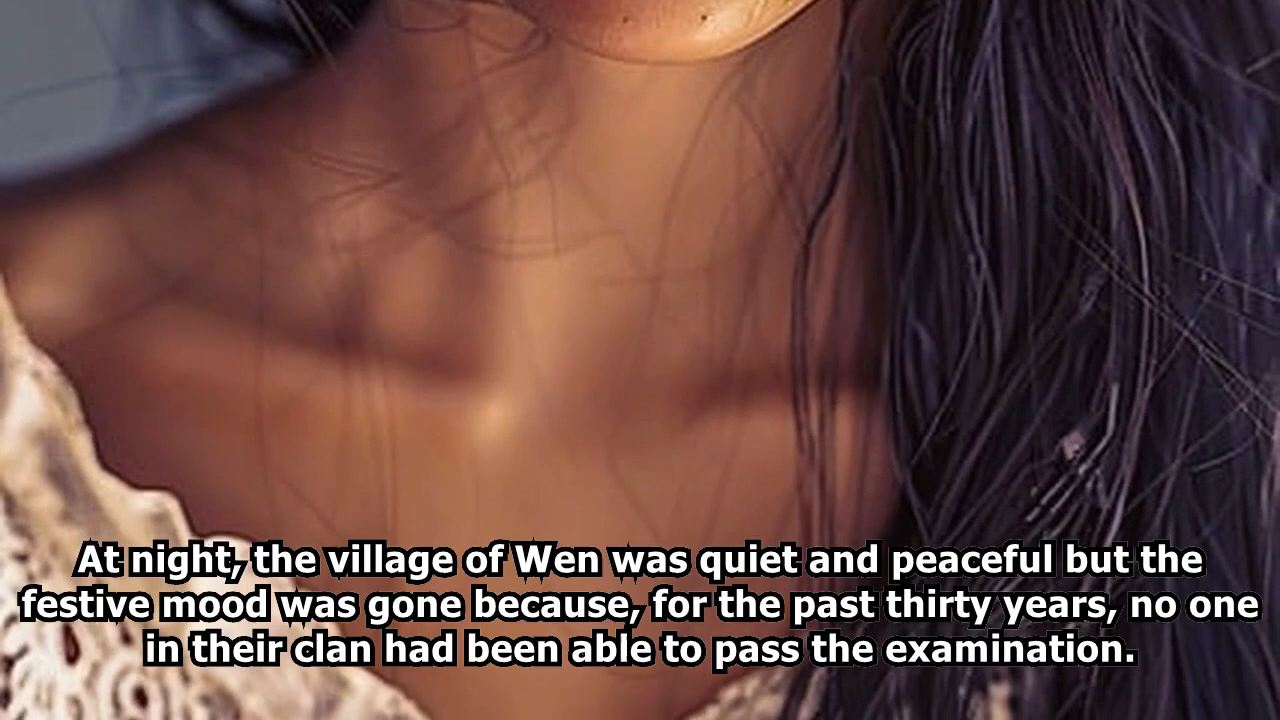 At night, the village of Wen was quiet and peaceful but the
festive mood was gone because, for the past thirty years, no one
in their clan had been able to pass the examination.